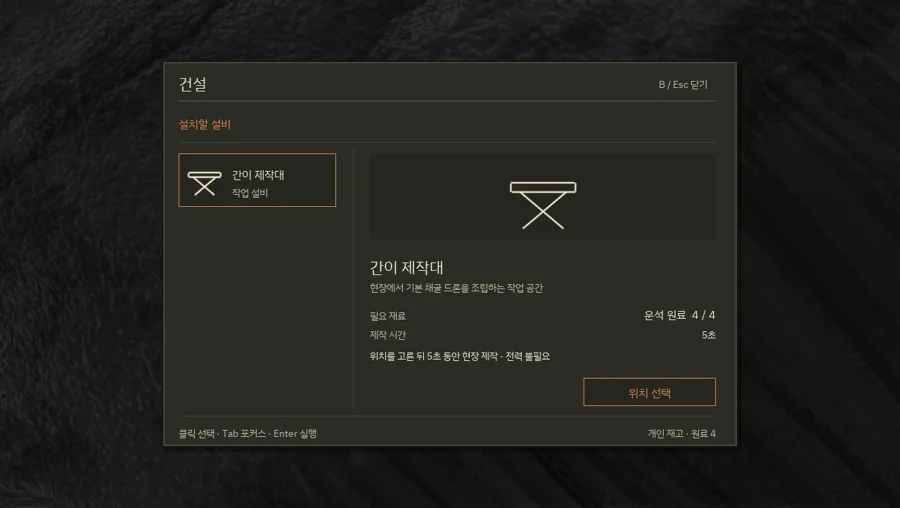 건설
B / Esc 닫기
설치할 설비
간이 제작대
작업 설비
간이 제작대
현장에서 기본 채굴 드론을 조립하는 작업 공간
필요 재료
운석 원료 4 / 4
제작 시간
5초
위치를 고른 뒤 5초 동안 현장 제작 · 전력 불필요
위치 선택
클릭 선택 · Tab 포커스 · Enter 실행
개인 재고 · 원료 4